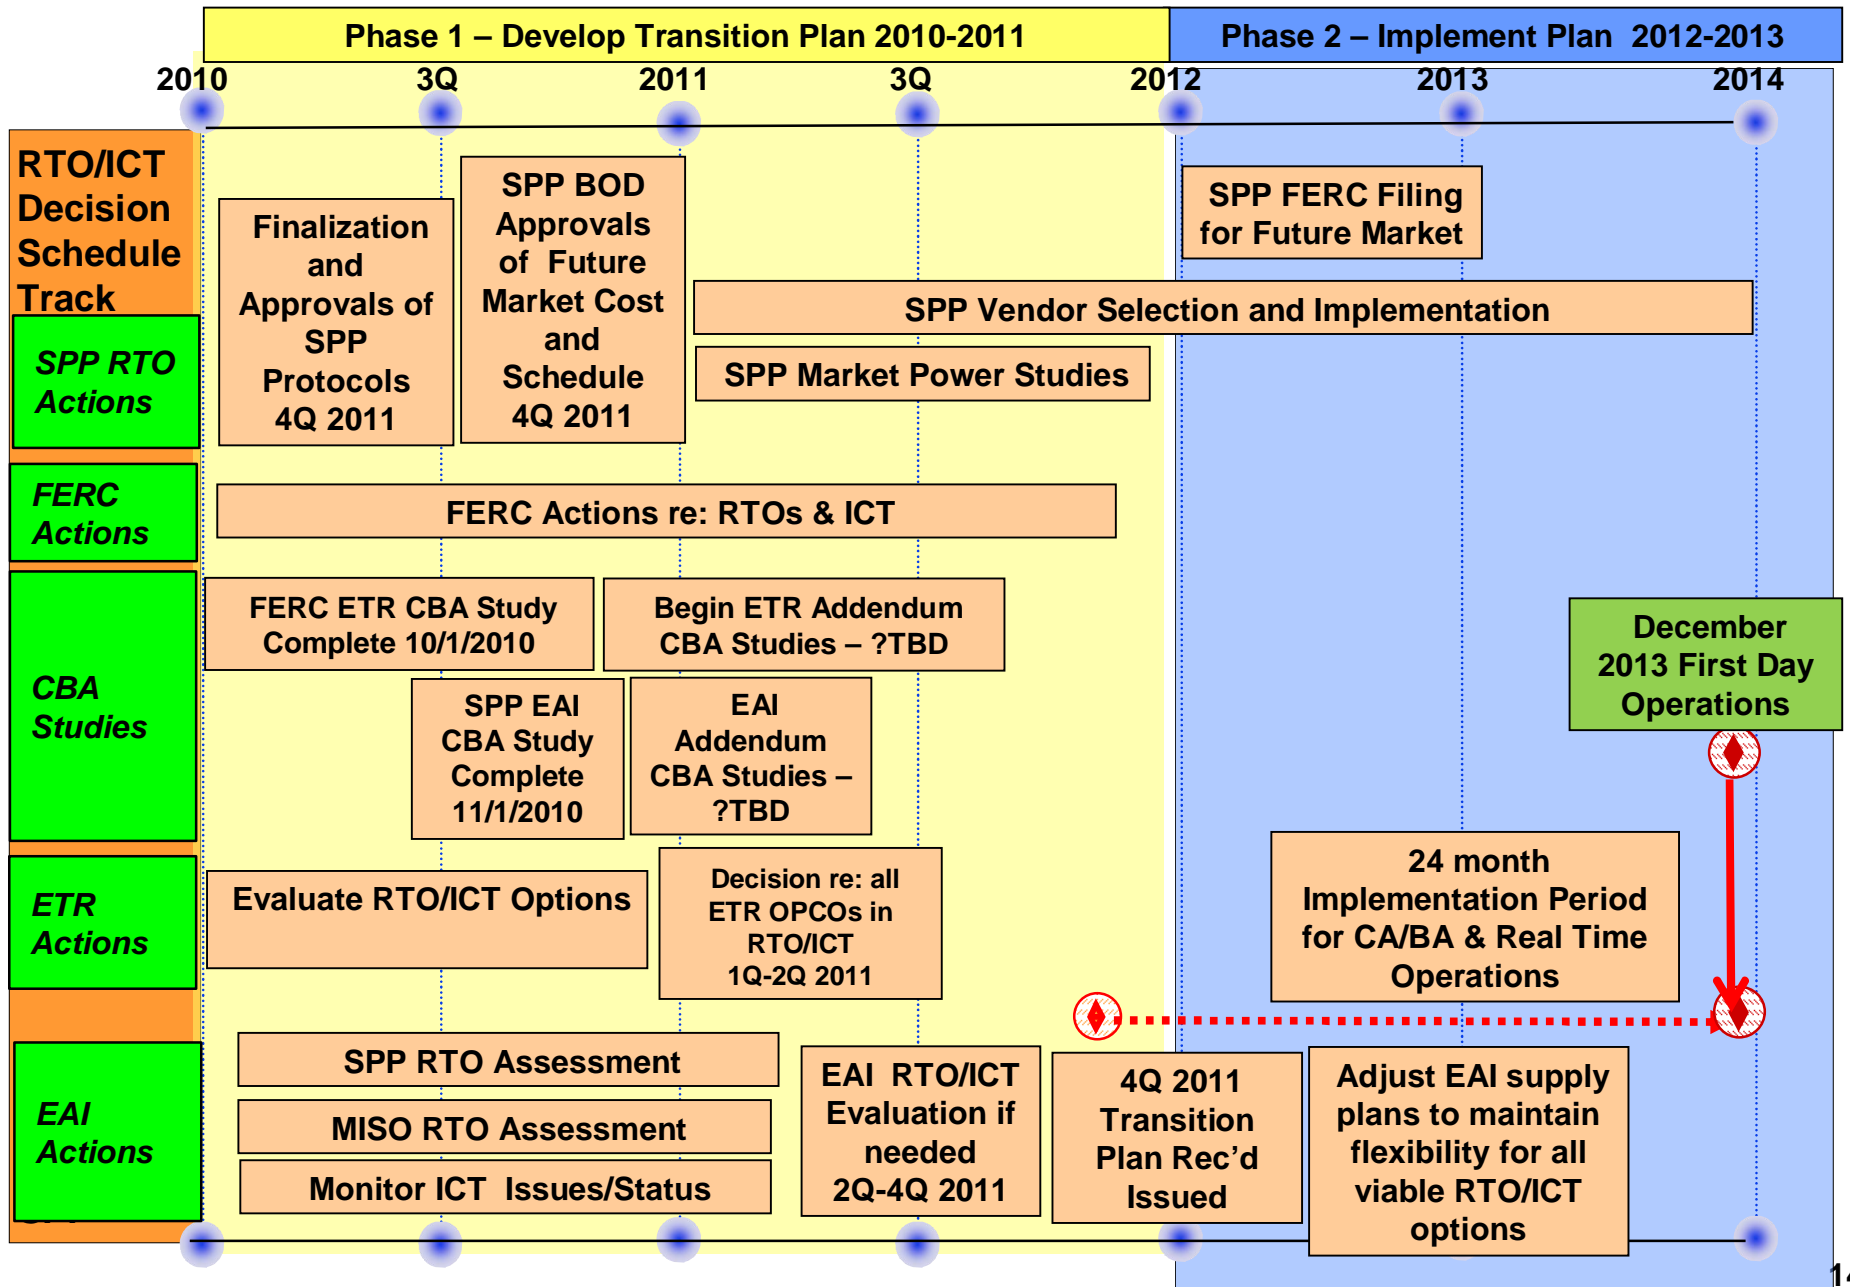 Phase 1 – Develop Transition Plan 2010-2011
Phase 2 – Implement Plan 2012-2013
2010
3Q
2011
3Q
2012
2013
2014
RTO/ICT
Decision
Schedule
Track
SPP RTO
Actions
Finalization
and
Approvals of
SPP
Protocols
4Q 2011
SPP BOD
Approvals
of Future
Market Cost
and
Schedule
4Q 2011
SPP FERC Filing
for Future Market
SPP Vendor Selection and Implementation
SPP Market Power Studies
FERC
Actions
FERC Actions re: RTOs & ICT
CBA
Studies
FERC ETR CBA Study
Complete 10/1/2010
Begin ETR Addendum
CBA Studies – ?TBD
SPP EAI
CBA Study
Complete
11/1/2010
EAI
Addendum
CBA Studies –
?TBD
December
2013 First Day
Operations
ETR
Actions
Evaluate RTO/ICT Options
Decision re: all
ETR OPCOs in
RTO/ICT
1Q-2Q 2011
24 month
Implementation Period
for CA/BA & Real Time
Operations
EAI
Actions
SPP RTO Assessment
MISO RTO Assessment
Monitor ICT Issues/Status
EAI RTO/ICT
Evaluation if
needed
2Q-4Q 2011
4Q 2011
Transition
Plan Rec’d
Issued
Adjust EAI supply
plans to maintain
flexibility for all
viable RTO/ICT
options